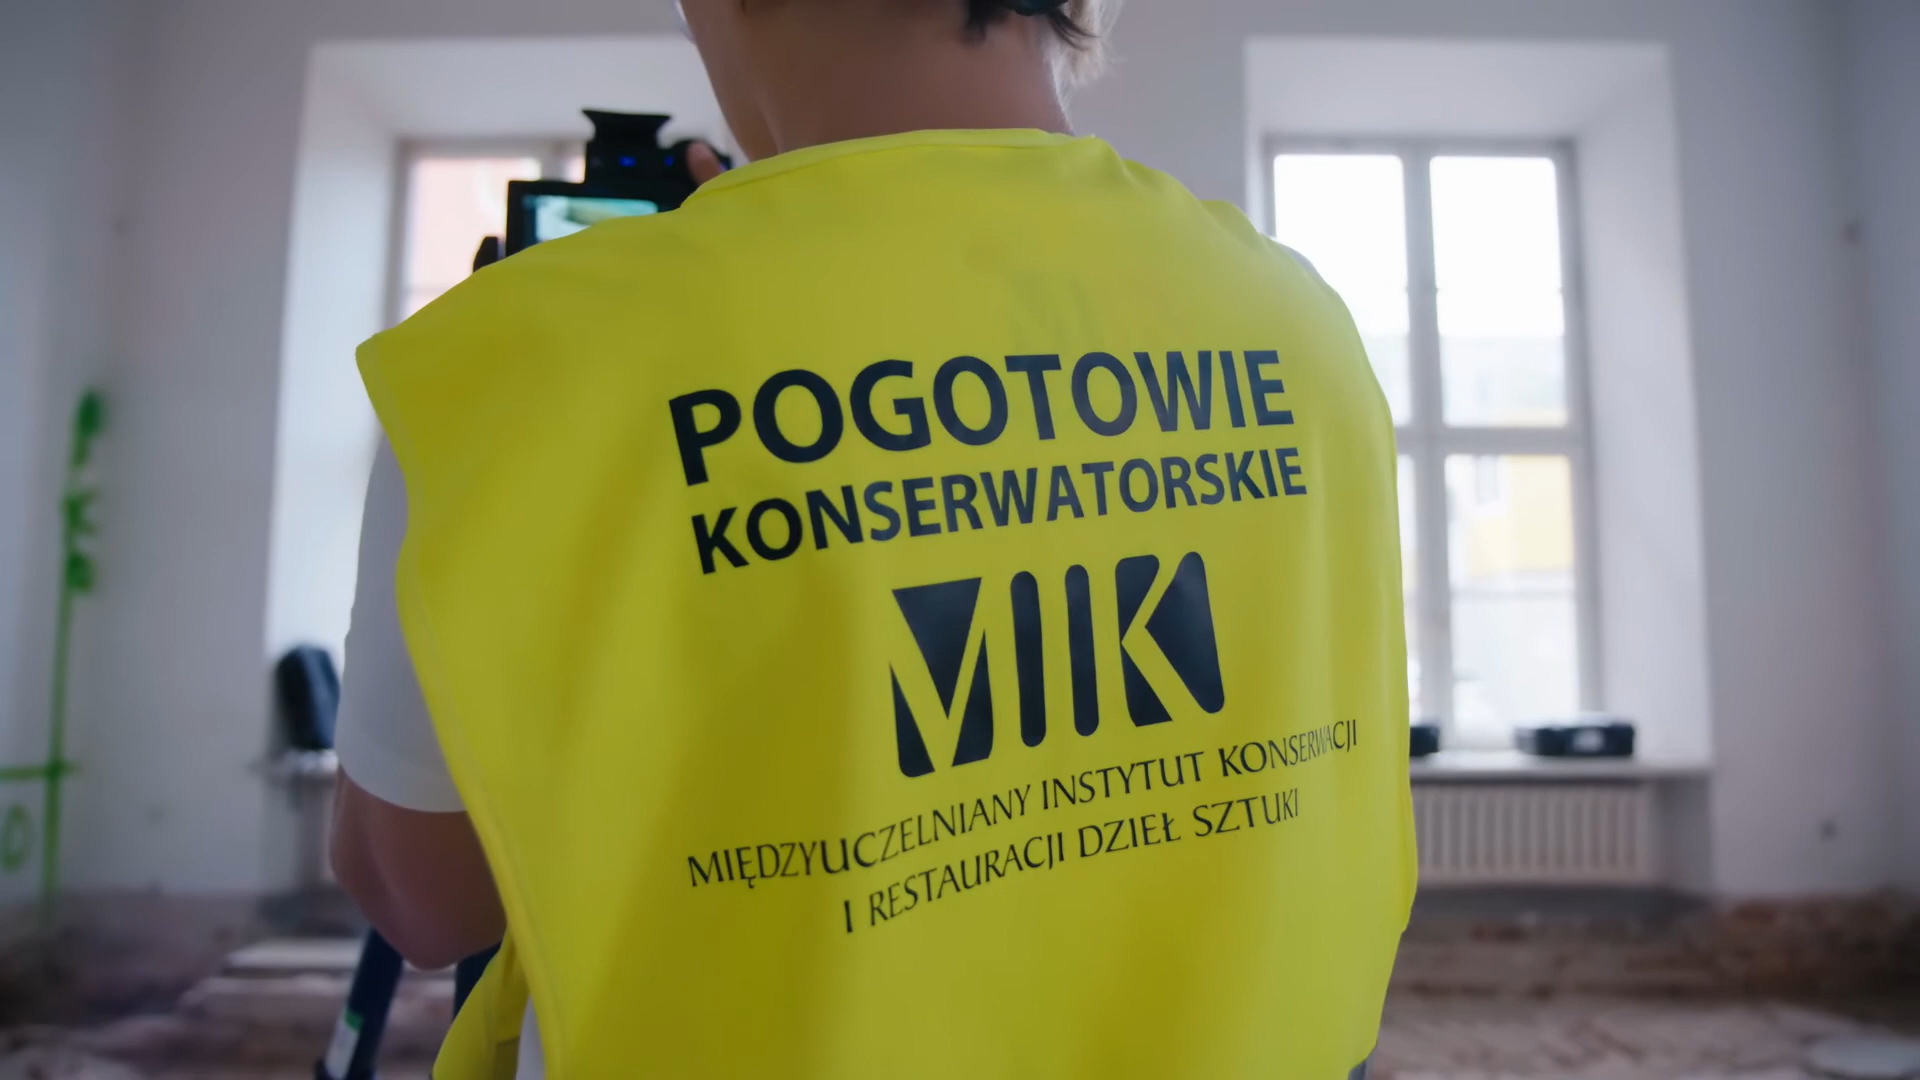 POGOTOWIE
KONSERWATORSKIE
MIK
MIĘDZYUCZELNIANY INSTYTUT KONSERWACJI
I RESTAURACJI DZIEŁ SZTUKI